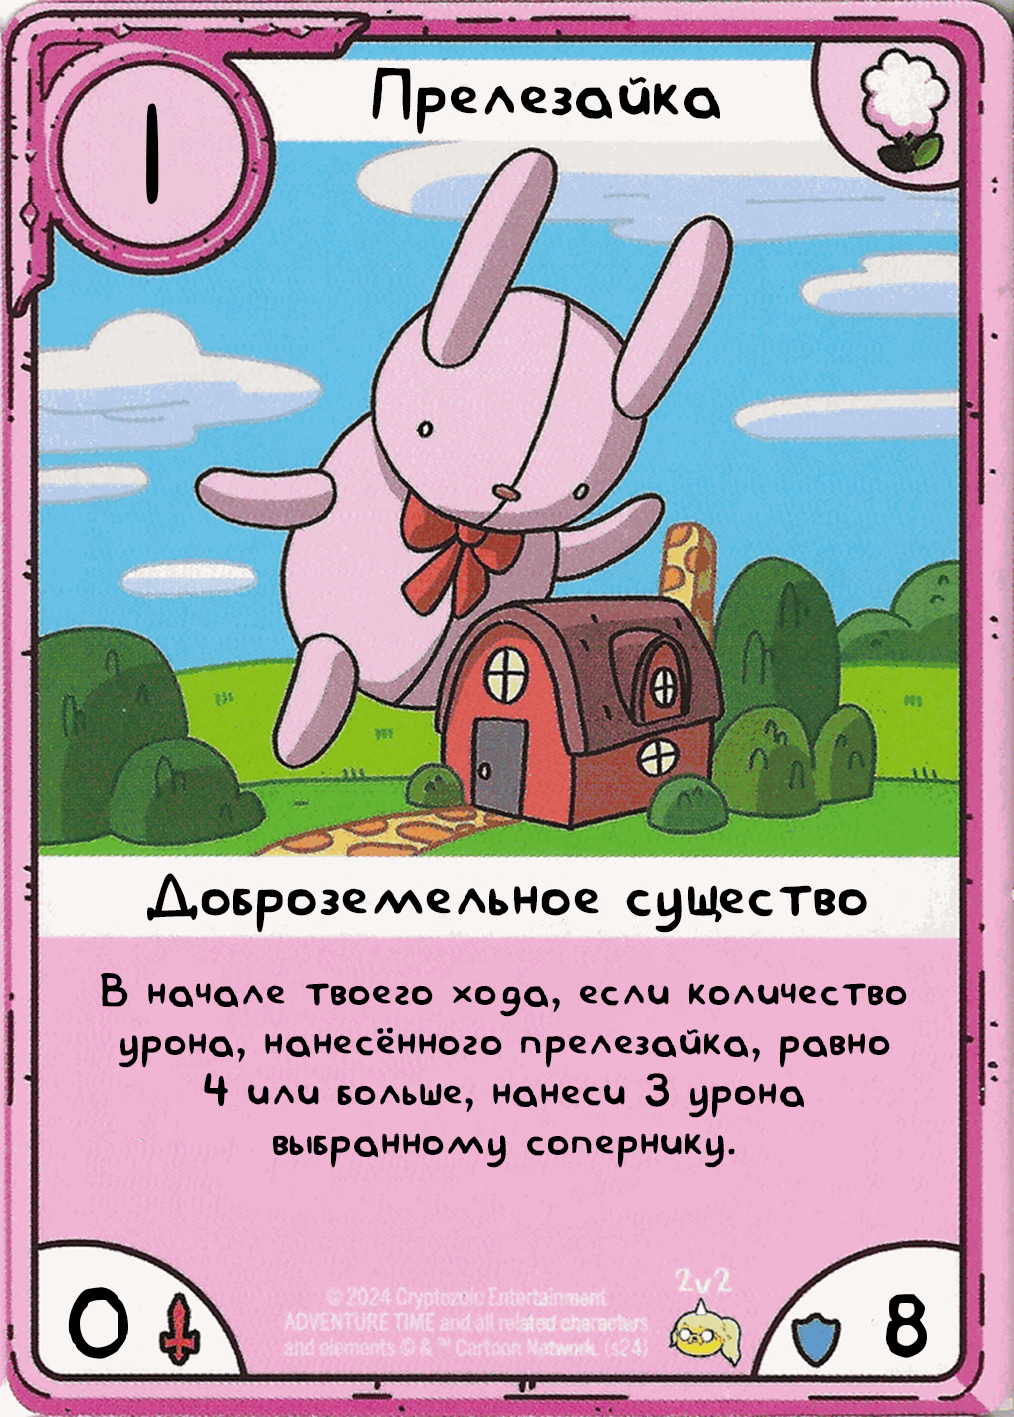 1
Прелезайка
Доброземельное существо
В начале твоего хода, если количество
урона, нанесённого прелезайка, равно
4 или больше, нанеси 3 урона
выбранному сопернику.
2v2
© 2024 Cryptozoic Entertainment.
ADVENTURE TIME and all related characters
and elements © & ™ Cartoon Network. (s24)
0
8